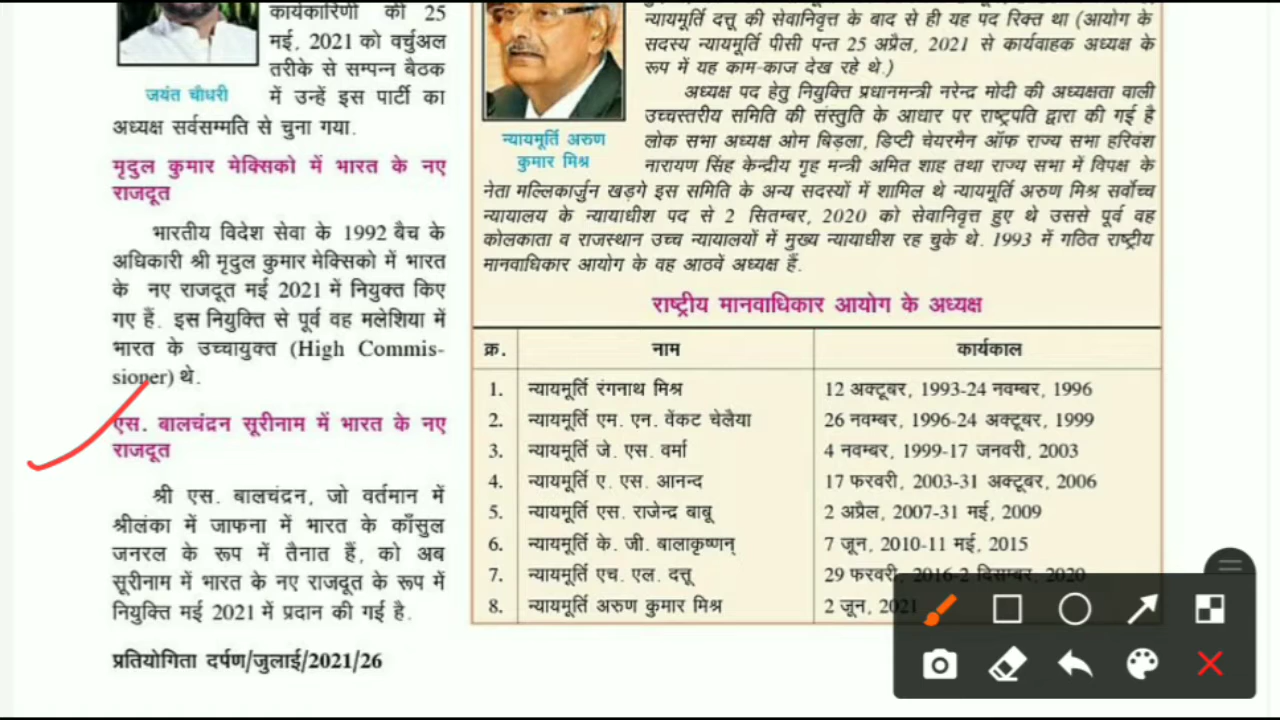 कार्यकारिणी की 25
मई, 2021 को वर्चुअल
तरीके से सम्पन्न बैठक
में उन्हें इस पार्टी का
जयंत चौधरी
अध्यक्ष सर्वसम्मति से चुना गया.
मृदुल कुमार मेक्सिको में भारत के नए
राजदूत
भारतीय विदेश सेवा के 1992 बैच के
अधिकारी श्री मृदुल कुमार मेक्सिको में भारत
के नए राजदूत मई 2021 में नियुक्त किए
गए हैं. इस नियुक्ति से पूर्व वह मलेशिया में
भारत के उच्चायुक्त (High Commis-
sioner) थे.
एस. बालचंद्रन सूरीनाम में भारत के नए
राजदूत
श्री एस. बालचंद्रन, जो वर्तमान में
श्रीलंका में जाफना में भारत के काँसुल
जनरल के रूप में तैनात हैं, को अब
सूरीनाम में भारत के नए राजदूत के रूप में
नियुक्ति मई 2021 में प्रदान की गई है.
प्रतियोगिता दर्पण/जुलाई/2021/26
न्यायमूर्ति दत्तू की सेवानिवृत्त के बाद से ही यह पद रिक्त था (आयोग के
सदस्य न्यायमूर्ति पीसी पन्त 25 अप्रैल, 2021 से कार्यवाहक अध्यक्ष के
रूप में यह काम-काज देख रहे थे.)
अध्यक्ष पद हेतु नियुक्ति प्रधानमन्त्री नरेन्द्र मोदी की अध्यक्षता वाली
उच्चस्तरीय समिति की संस्तुति के आधार पर राष्ट्रपति द्वारा की गई है
न्यायमूर्ति अरुण
कुमार मिश्र
लोक सभा अध्यक्ष ओम बिड़ला, डिप्टी चेयरमैन ऑफ राज्य सभा हरिवंश
नारायण सिंह केन्द्रीय गृह मन्त्री अमित शाह तथा राज्य सभा में विपक्ष के
नेता मल्लिकार्जुन खड़गे इस समिति के अन्य सदस्यों में शामिल थे न्यायमूर्ति अरुण मिश्र सर्वोच्च
न्यायालय के न्यायाधीश पद से 2 सितम्बर, 2020 को सेवानिवृत्त हुए थे उससे पूर्व वह
कोलकाता व राजस्थान उच्च न्यायालयों में मुख्य न्यायाधीश रह चुके थे. 1993 में गठित राष्ट्रीय
मानवाधिकार आयोग के वह आठवें अध्यक्ष हैं.
राष्ट्रीय मानवाधिकार आयोग के अध्यक्ष
क्र. नाम कार्यकाल
1. न्यायमूर्ति रंगनाथ मिश्र 12 अक्टूबर, 1993-24 नवम्बर, 1996
2. न्यायमूर्ति एम. एन. वेंकट चेलैया 26 नवम्बर, 1996-24 अक्टूबर, 1999
3. न्यायमूर्ति जे. एस. वर्मा 4 नवम्बर, 1999-17 जनवरी, 2003
4. न्यायमूर्ति ए. एस. आनन्द 17 फरवरी, 2003-31 अक्टूबर, 2006
5. न्यायमूर्ति एस. राजेन्द्र बाबू 2 अप्रैल, 2007-31 मई, 2009
6. न्यायमूर्ति के. जी. बालाकृष्णन् 7 जून, 2010-11 मई, 2015
7. न्यायमूर्ति एच. एल. दत्तू 29 फरवरी, 2016-2 दिसम्बर, 2020
8. न्यायमूर्ति अरुण कुमार मिश्र 2 जून, 2021